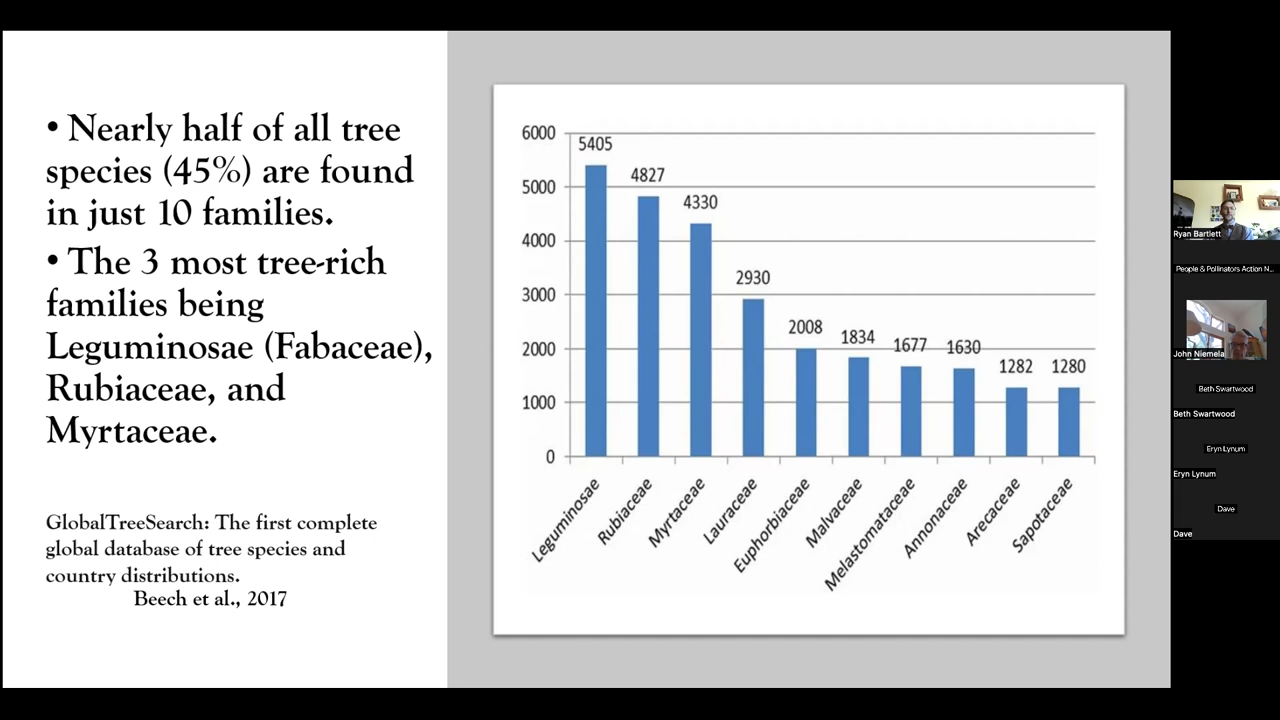 • Nearly half of all tree
species (45%) are found
in just 10 families.
• The 3 most tree-rich
families being
Leguminosae (Fabaceae),
Rubiaceae, and
Myrtaceae.
GlobalTreeSearch: The first complete
global database of tree species and
country distributions.
Beech et al., 2017
6000
5000
4000
3000
2000
1000
0
5405
4827
4330
2930
2008
1834
1677
1630
1282
1280
Leguminosae
Rubiaceae
Myrtaceae
Lauraceae
Euphorbiaceae
Malvaceae
Melastomataceae
Annonaceae
Arecaceae
Sapotaceae
Ryan Bartlett
People & Pollinators Action N...
John Niemela
Beth Swartwood
Beth Swartwood
Eryn Lynum
Eryn Lynum
Dave
Dave